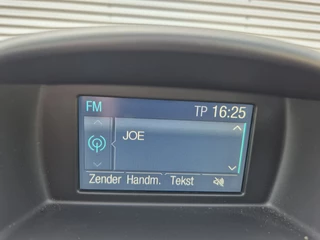 FM TP 16:25
JOE
Zender Handm. Tekst